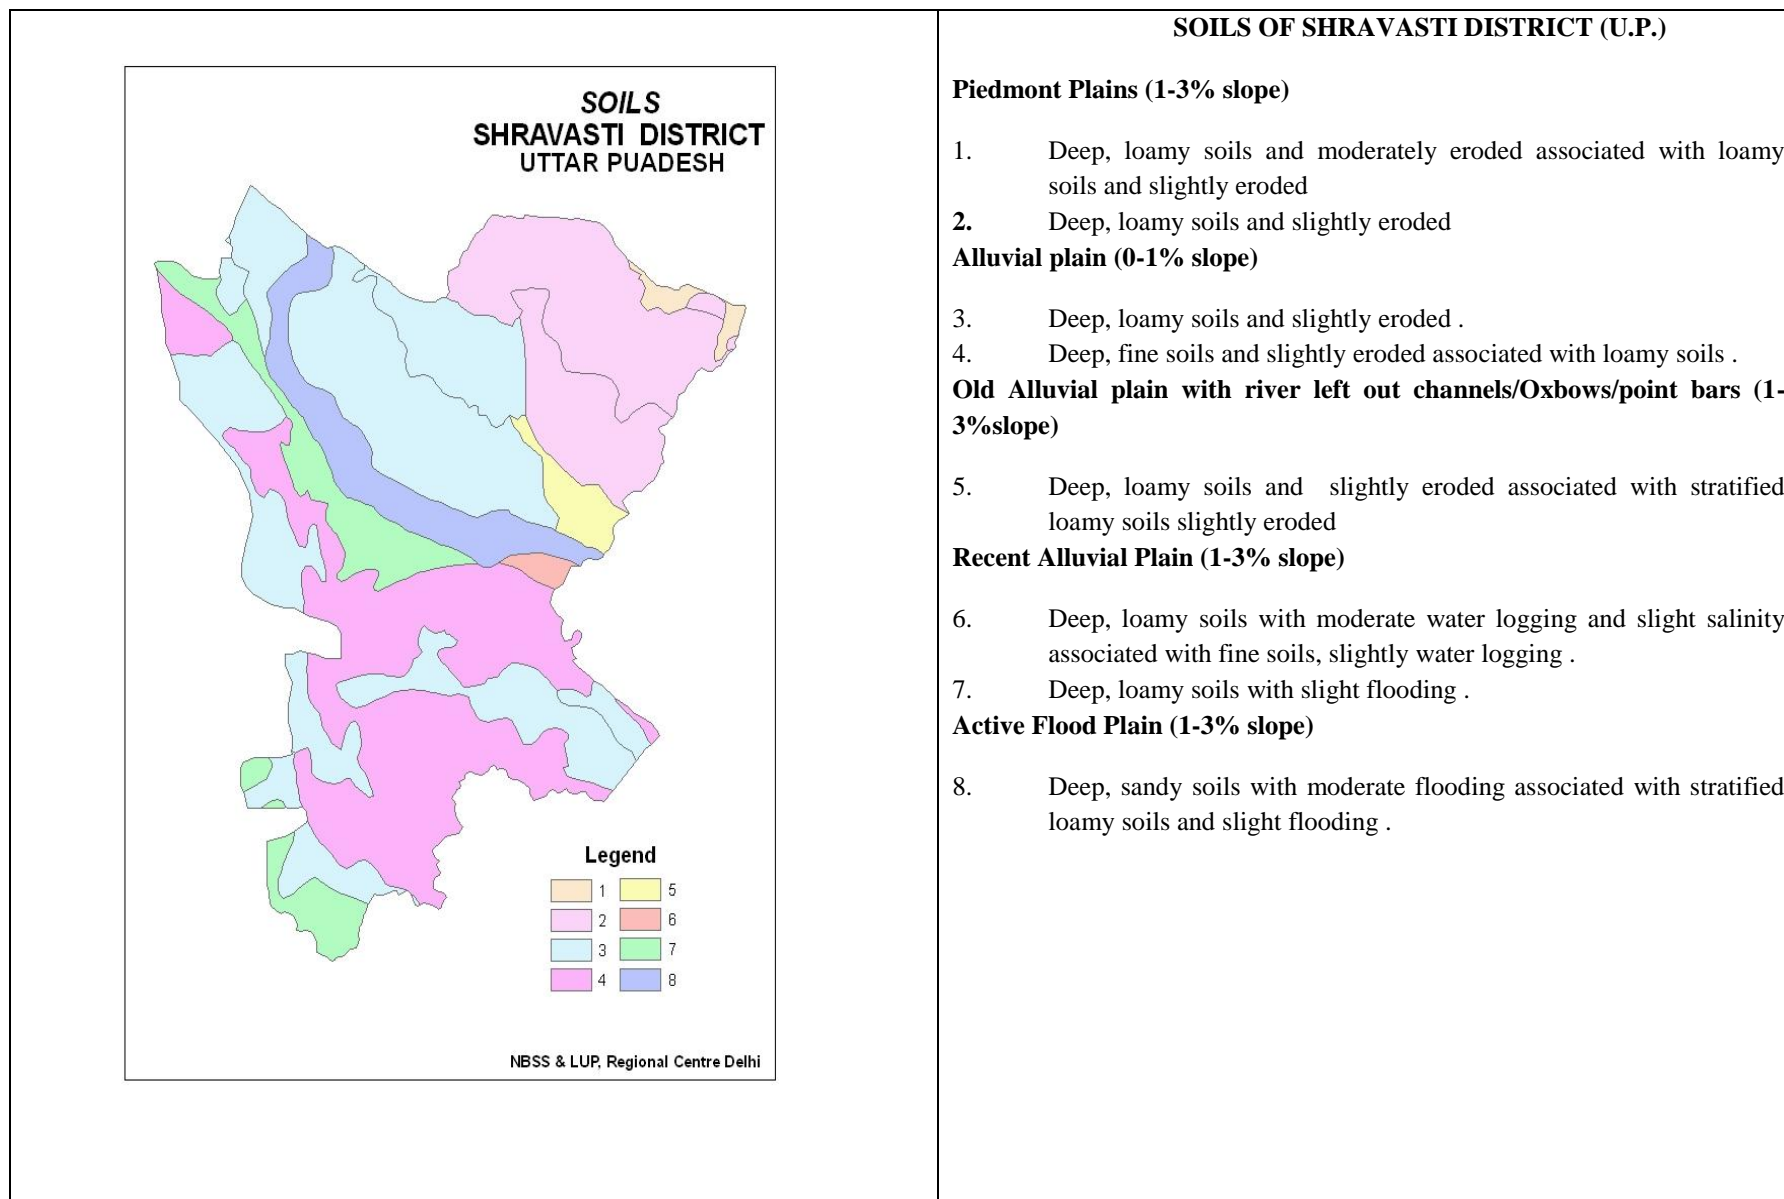 SOILS
SHRAVASTI DISTRICT
UTTAR PUADESH
Legend
1
2
3
4
5
6
7
8
NBSS & LUP, Regional Centre Delhi
SOILS OF SHRAVASTI DISTRICT (U.P.)
Piedmont Plains (1-3% slope)
1. Deep, loamy soils and moderately eroded associated with loamy
soils and slightly eroded
2. Deep, loamy soils and slightly eroded
Alluvial plain (0-1% slope)
3. Deep, loamy soils and slightly eroded .
4. Deep, fine soils and slightly eroded associated with loamy soils .
Old Alluvial plain with river left out channels/Oxbows/point bars (1-
3%slope)
5. Deep, loamy soils and slightly eroded associated with stratified
loamy soils slightly eroded
Recent Alluvial Plain (1-3% slope)
6. Deep, loamy soils with moderate water logging and slight salinity
associated with fine soils, slightly water logging .
7. Deep, loamy soils with slight flooding .
Active Flood Plain (1-3% slope)
8. Deep, sandy soils with moderate flooding associated with stratified
loamy soils and slight flooding .